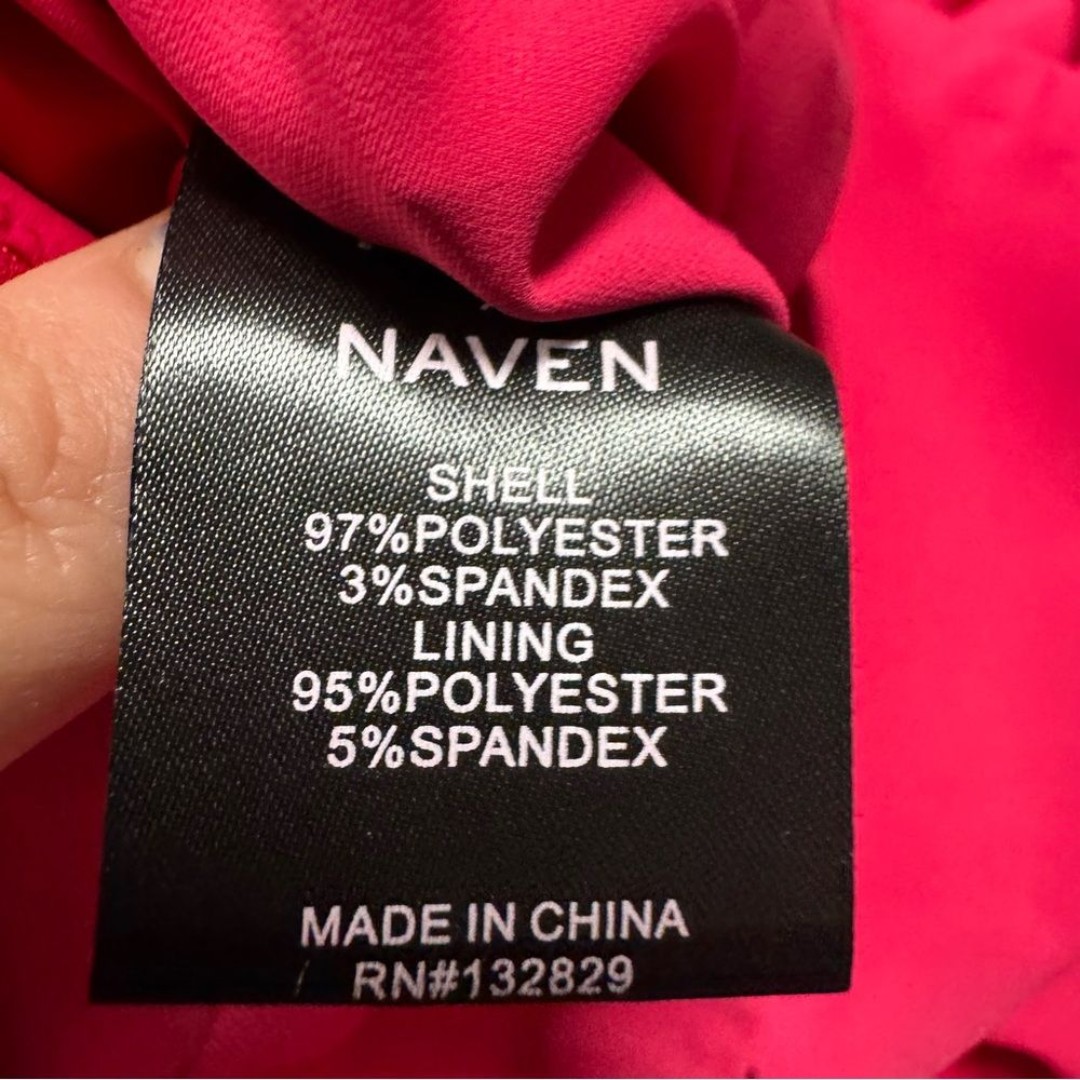 NAVEN
SHELL
97%POLYESTER
3%SPANDEX
LINING
95%POLYESTER
5%SPANDEX
MADE IN CHINA
RN#132829